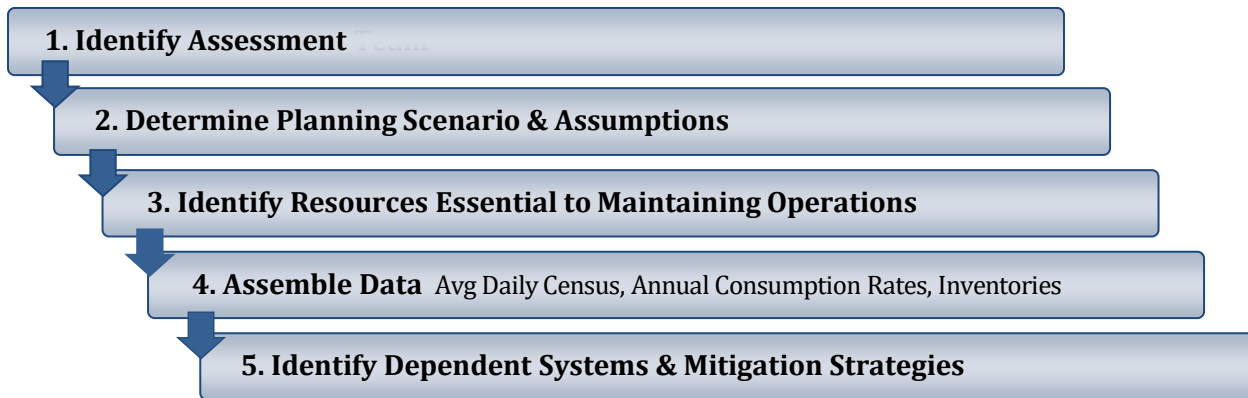 1. Identify Assessment Team
2. Determine Planning Scenario & Assumptions
3. Identify Resources Essential to Maintaining Operations
4. Assemble Data Avg Daily Census, Annual Consumption Rates, Inventories
5. Identify Dependent Systems & Mitigation Strategies